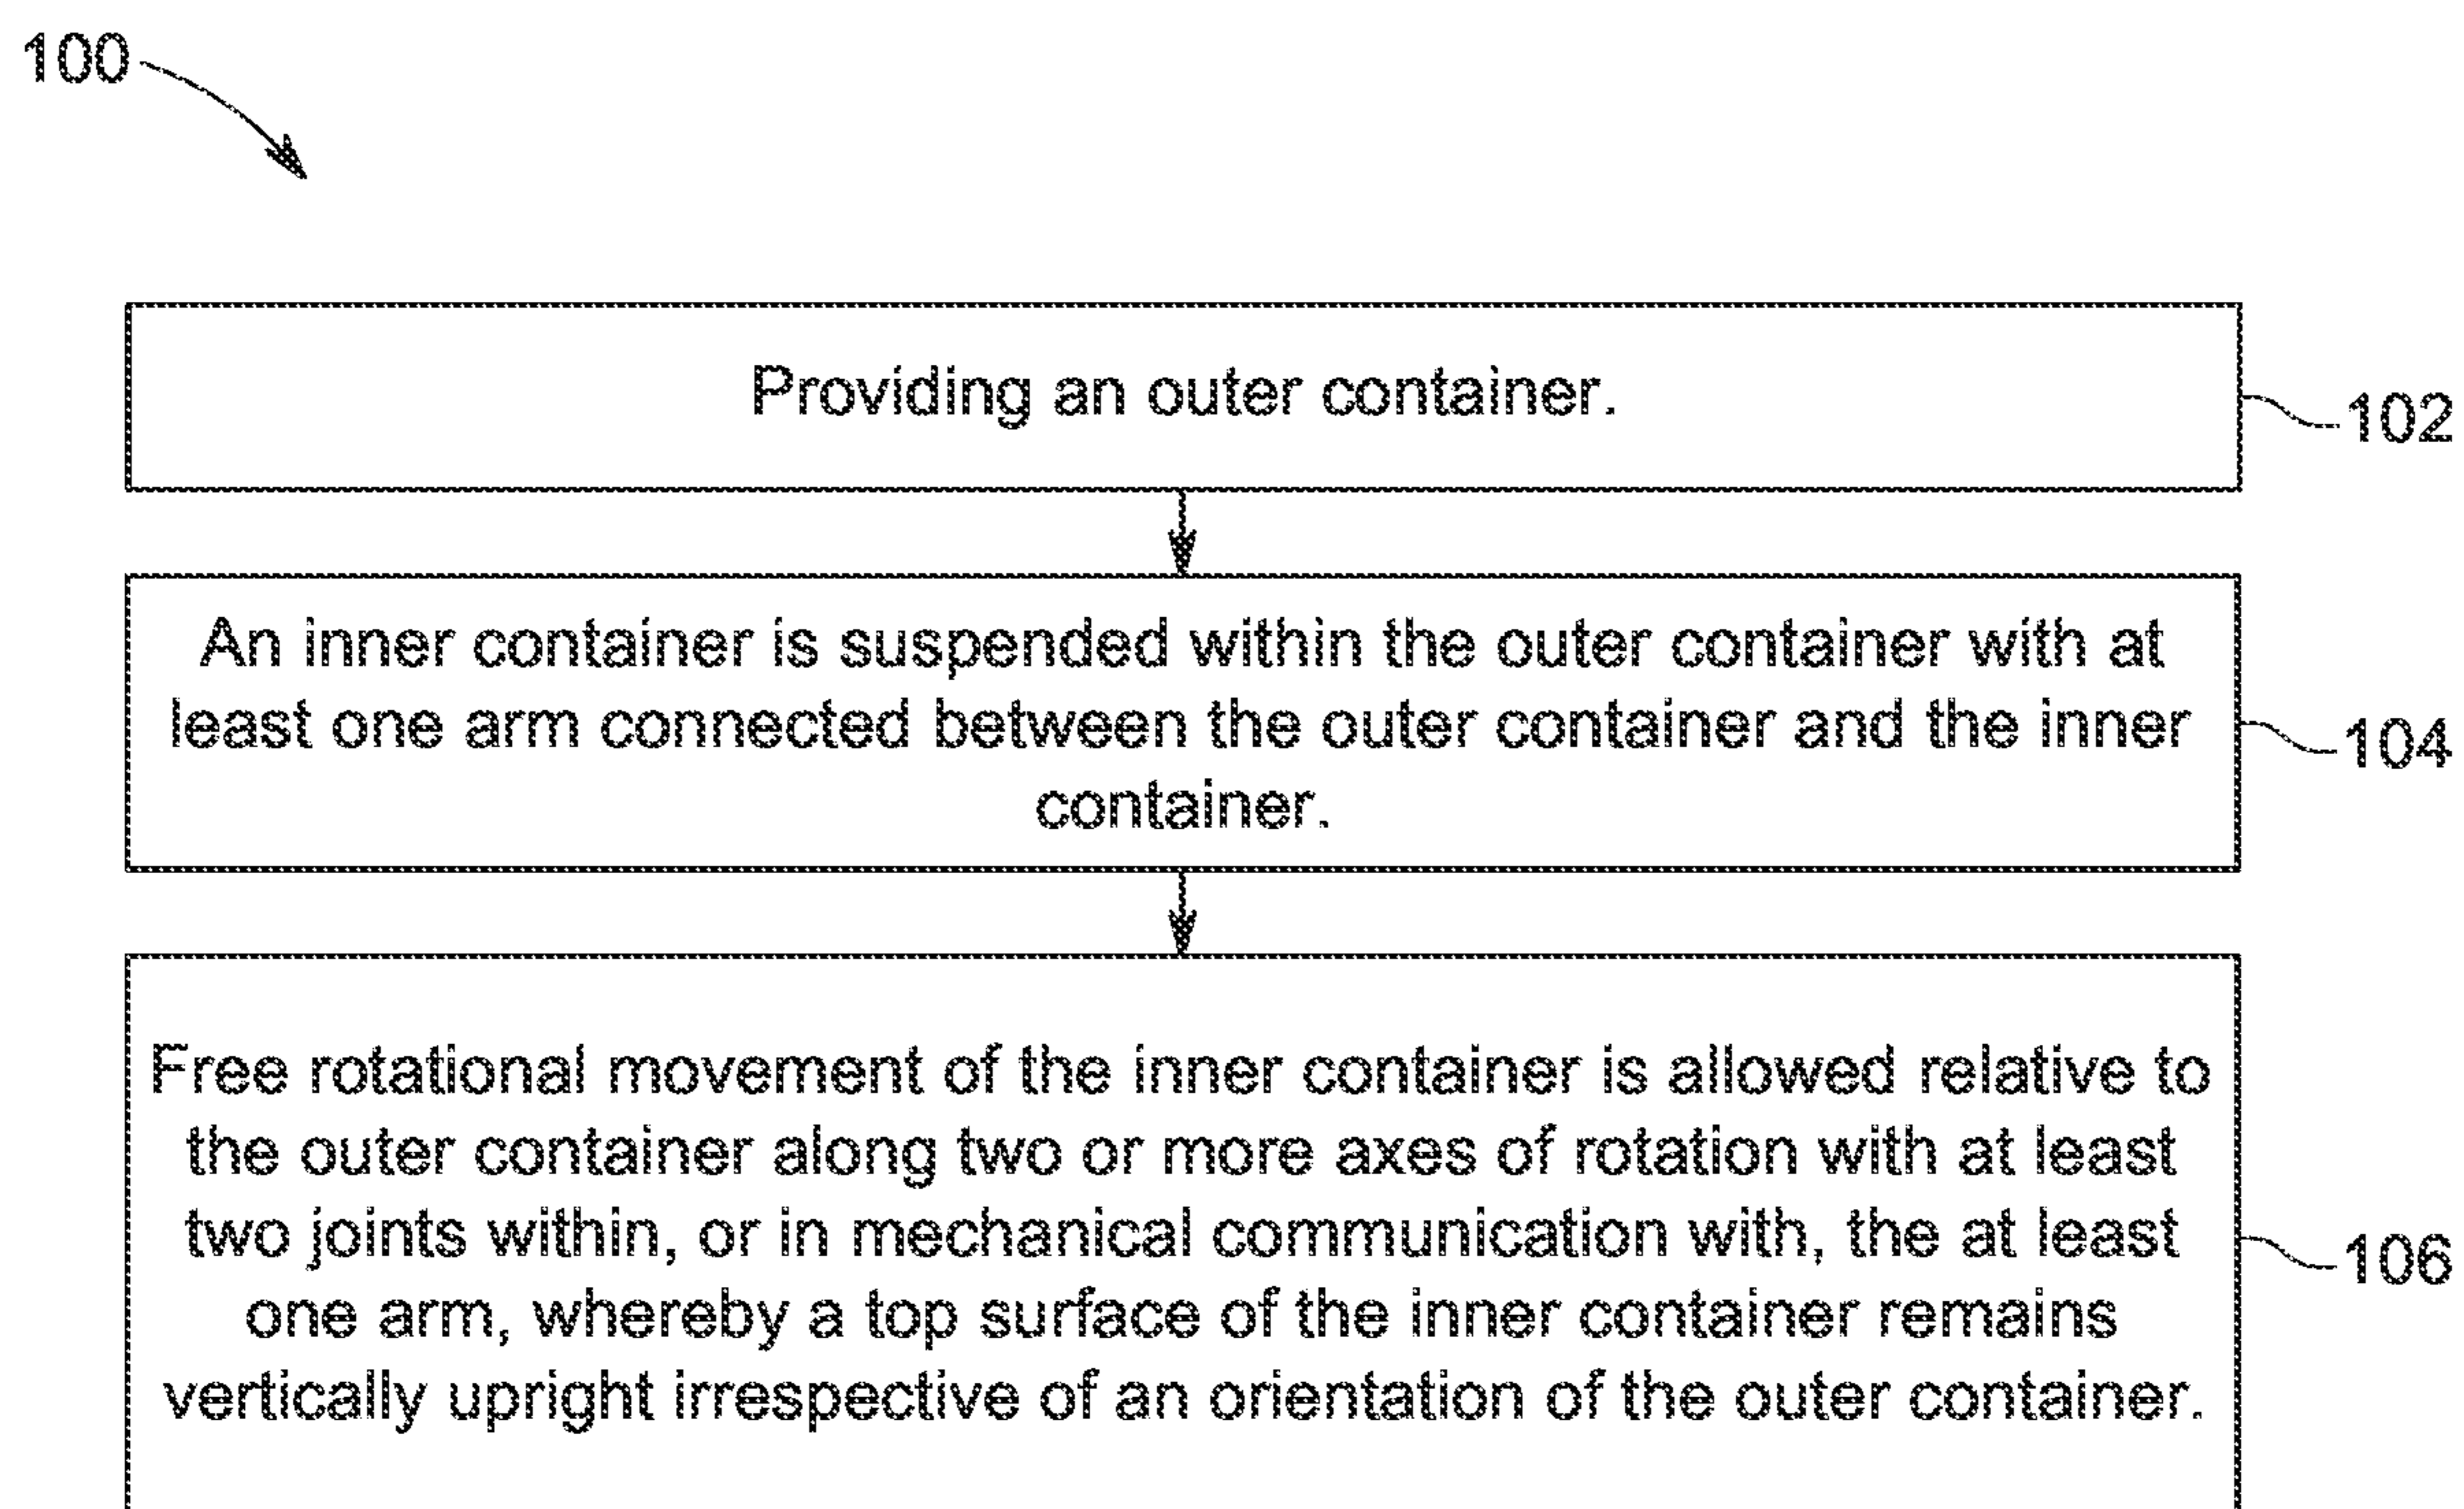 100
Providing an outer container.
102
An inner container is suspended within the outer container with at
least one arm connected between the outer container and the inner
container.
104
Free rotational movement of the inner container is allowed relative to
the outer container along two or more axes of rotation with at least
two joints within, or in mechanical communication with, the at least
one arm, whereby a top surface of the inner container remains
vertically upright irrespective of an orientation of the outer container.
106